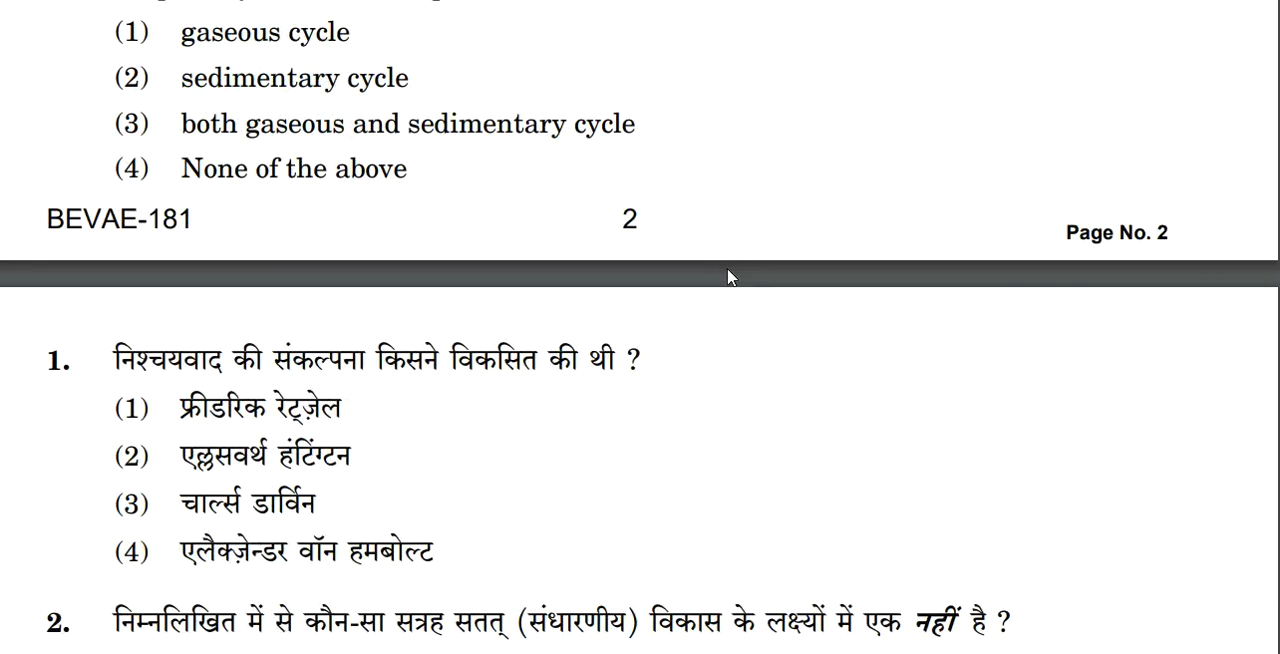 (1) gaseous cycle
(2) sedimentary cycle
(3) both gaseous and sedimentary cycle
(4) None of the above
BEVAE-181 2 Page No. 2
1. निश्चयवाद की संकल्पना किसने विकसित की थी ?
(1) फ्रीडरिक रेट्ज़ेल
(2) एल्लसवर्थ हंटिंग्टन
(3) चार्ल्स डार्विन
(4) एलैक्ज़ेन्डर वॉन हमबोल्ट
2. निम्नलिखित में से कौन-सा सत्रह सतत् (संधारणीय) विकास के लक्ष्यों में एक नहीं है ?